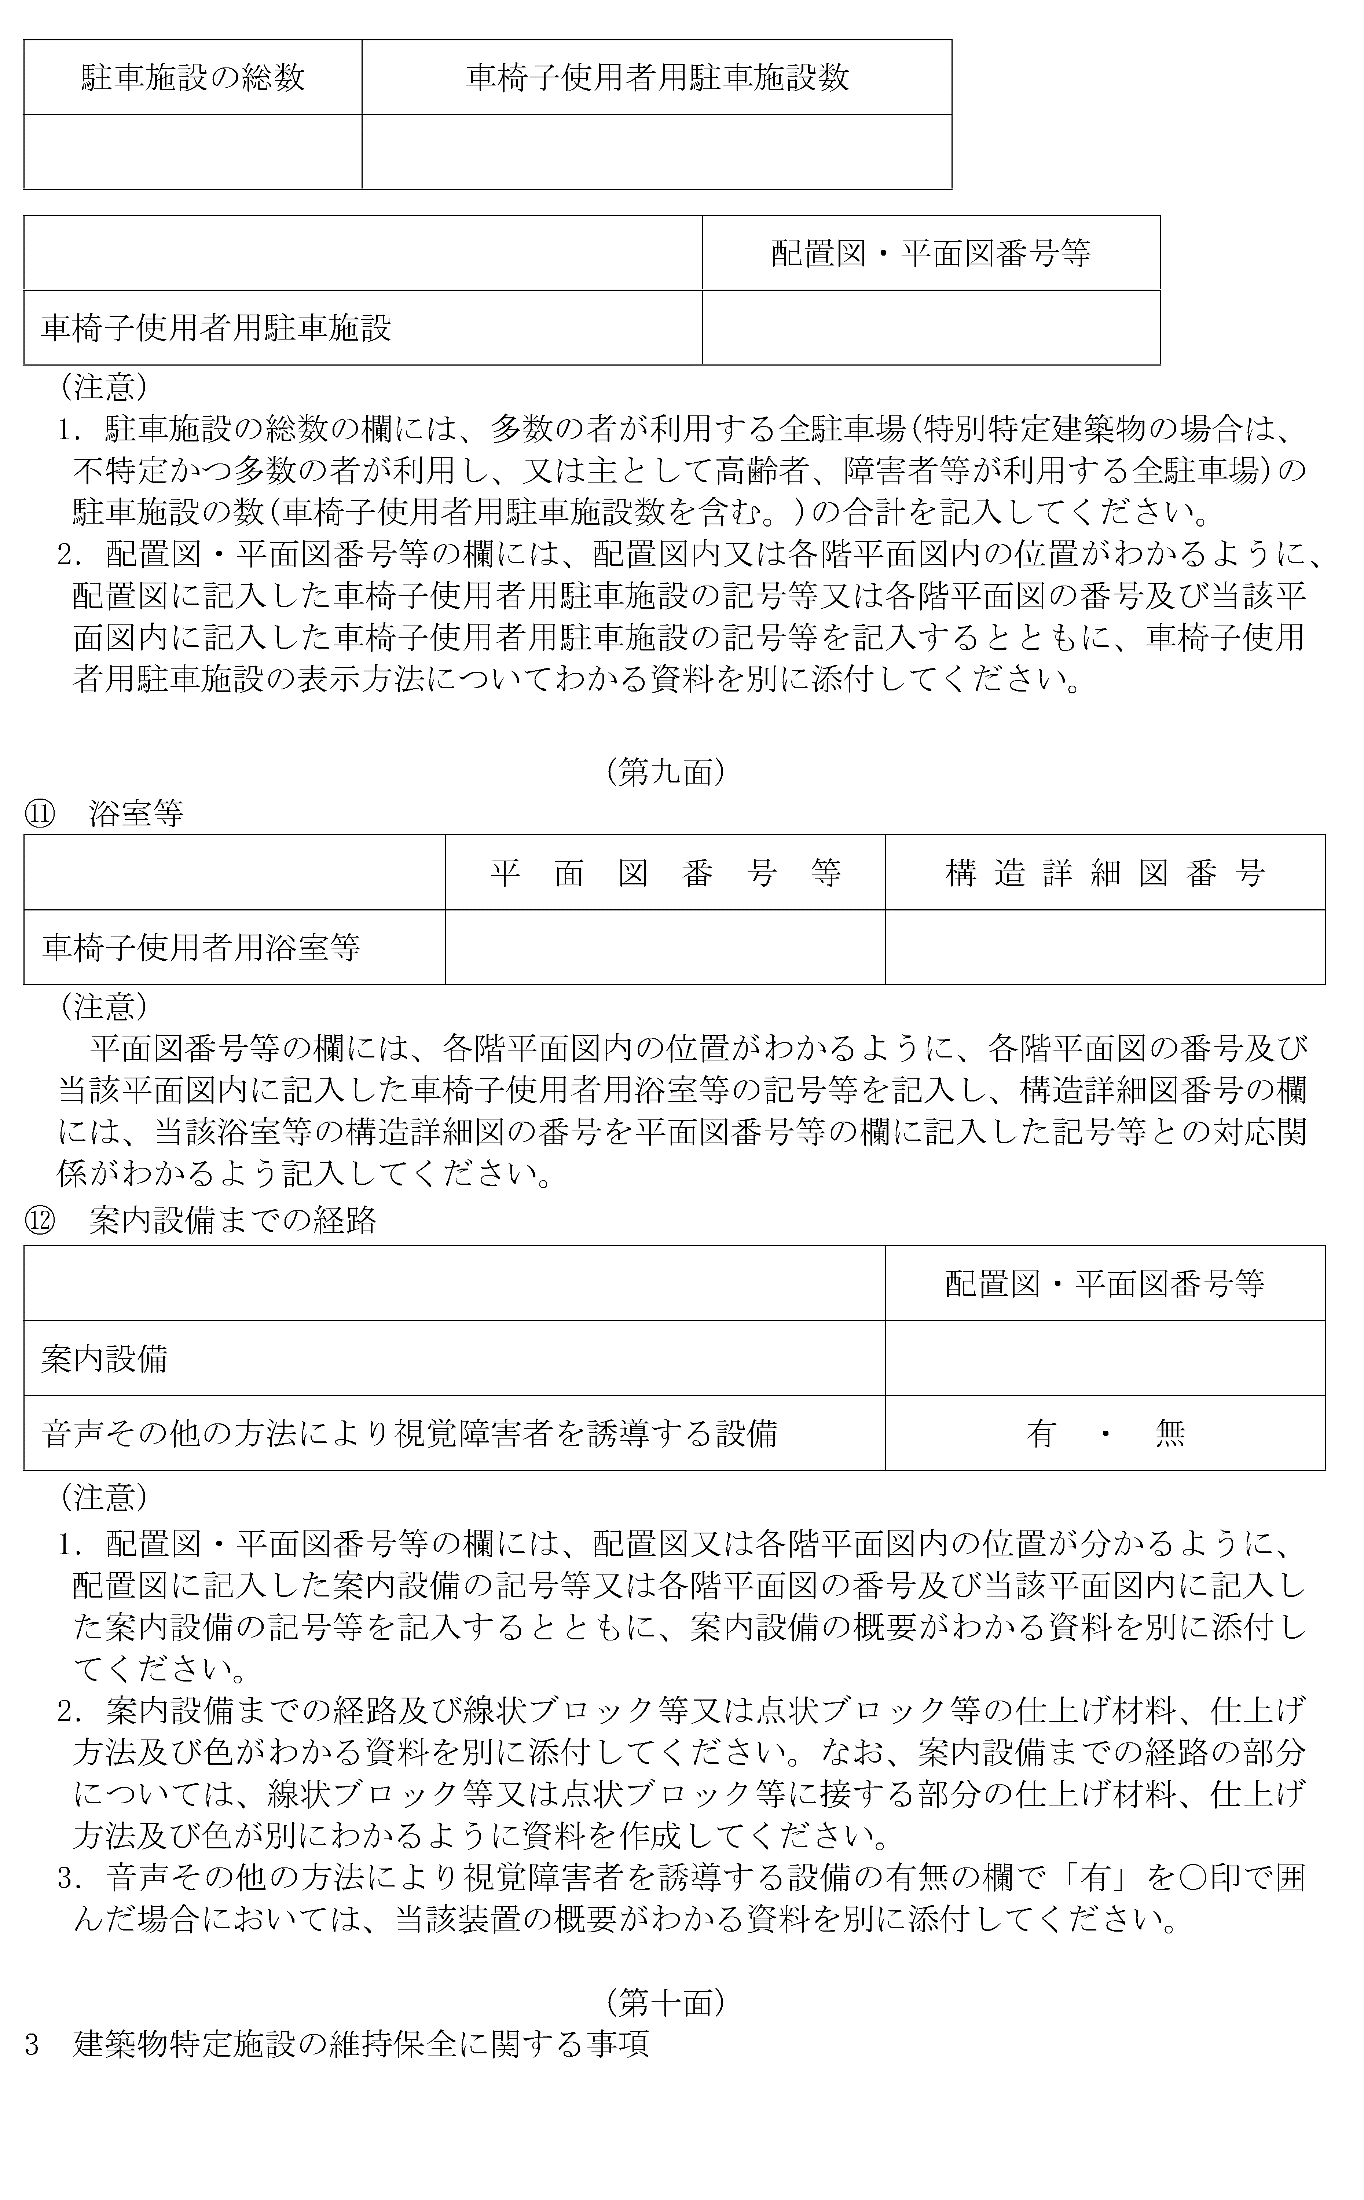 駐車施設の総数　車椅子使用者用駐車施設数
配置図・平面図番号等
車椅子使用者用駐車施設
（注意）
1．駐車施設の総数の欄には、多数の者が利用する全駐車場(特別特定建築物の場合は、
不特定かつ多数の者が利用し、又は主として高齢者、障害者等が利用する全駐車場)の
駐車施設の数(車椅子使用者用駐車施設数を含む。)の合計を記入してください。
2．配置図・平面図番号等の欄には、配置図内又は各階平面図内の位置がわかるように、
配置図に記入した車椅子使用者用駐車施設の記号等又は各階平面図の番号及び当該平
面図内に記入した車椅子使用者用駐車施設の記号等を記入するとともに、車椅子使用
者用駐車施設の表示方法についてわかる資料を別に添付してください。
（第九面）
⑪　浴室等
平　面　図　番　号　等　構 造 詳 細 図 番 号
車椅子使用者用浴室等
（注意）
平面図番号等の欄には、各階平面図内の位置がわかるように、各階平面図の番号及び
当該平面図内に記入した車椅子使用者用浴室等の記号等を記入し、構造詳細図番号の欄
には、当該浴室等の構造詳細図の番号を平面図番号等の欄に記入した記号等との対応関
係がわかるよう記入してください。
⑫　案内設備までの経路
配置図・平面図番号等
案内設備
音声その他の方法により視覚障害者を誘導する設備　有　・　無
（注意）
1．配置図・平面図番号等の欄には、配置図又は各階平面図内の位置が分かるように、
配置図に記入した案内設備の記号等又は各階平面図の番号及び当該平面図内に記入し
た案内設備の記号等を記入するとともに、案内設備の概要がわかる資料を別に添付し
てください。
2．案内設備までの経路及び線状ブロック等又は点状ブロック等の仕上げ材料、仕上げ
方法及び色がわかる資料を別に添付してください。なお、案内設備までの経路の部分
については、線状ブロック等又は点状ブロック等に接する部分の仕上げ材料、仕上げ
方法及び色が別にわかるように資料を作成してください。
3．音声その他の方法により視覚障害者を誘導する設備の有無の欄で「有」を〇印で囲
んだ場合においては、当該装置の概要がわかる資料を別に添付してください。
（第十面）
3　建築物特定施設の維持保全に関する事項